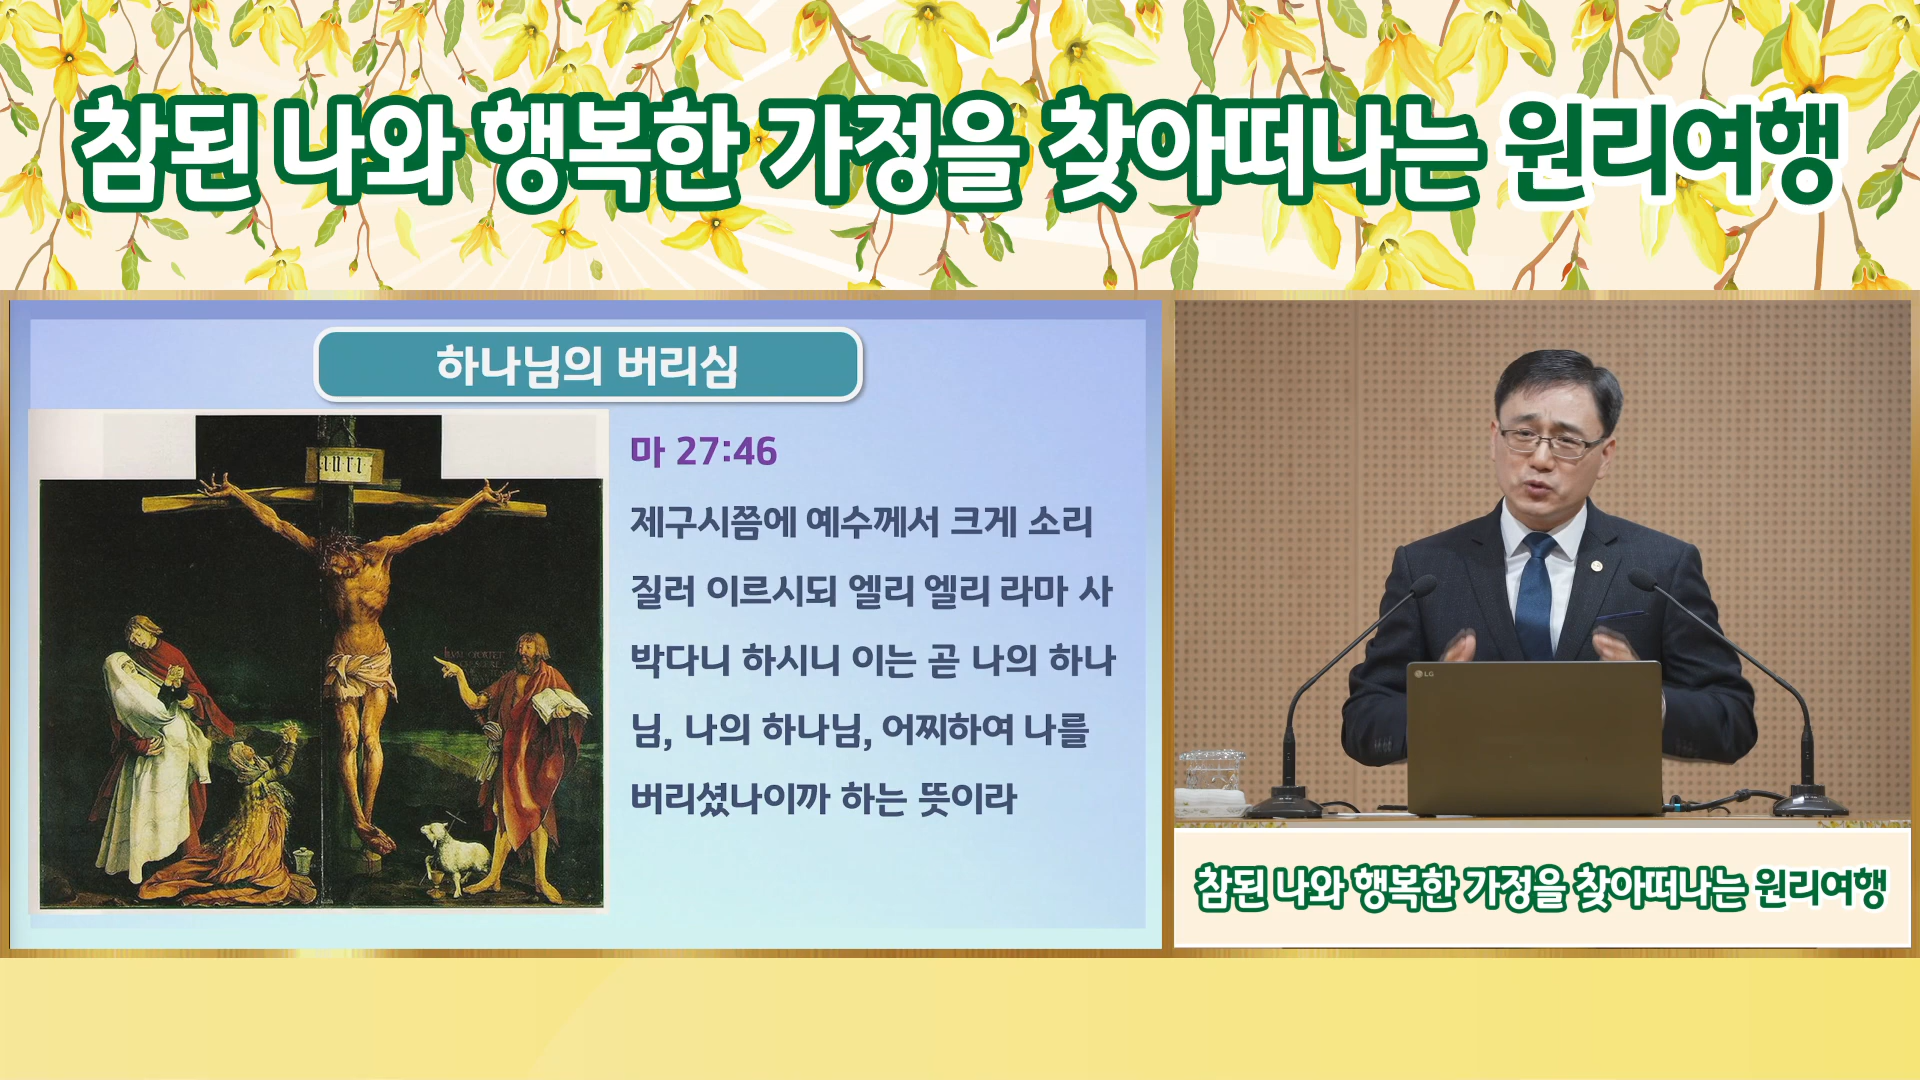 참된 나와 행복한 가정을 찾아떠나는 원리여행
하나님의 버리심
마 27:46
제구시쯤에 예수께서 크게 소리
질러 이르시되 엘리 엘리 라마 사
박다니 하시니 이는 곧 나의 하나
님, 나의 하나님, 어찌하여 나를
버리셨나이까 하는 뜻이라
LG
참된 나와 행복한 가정을 찾아떠나는 원리여행